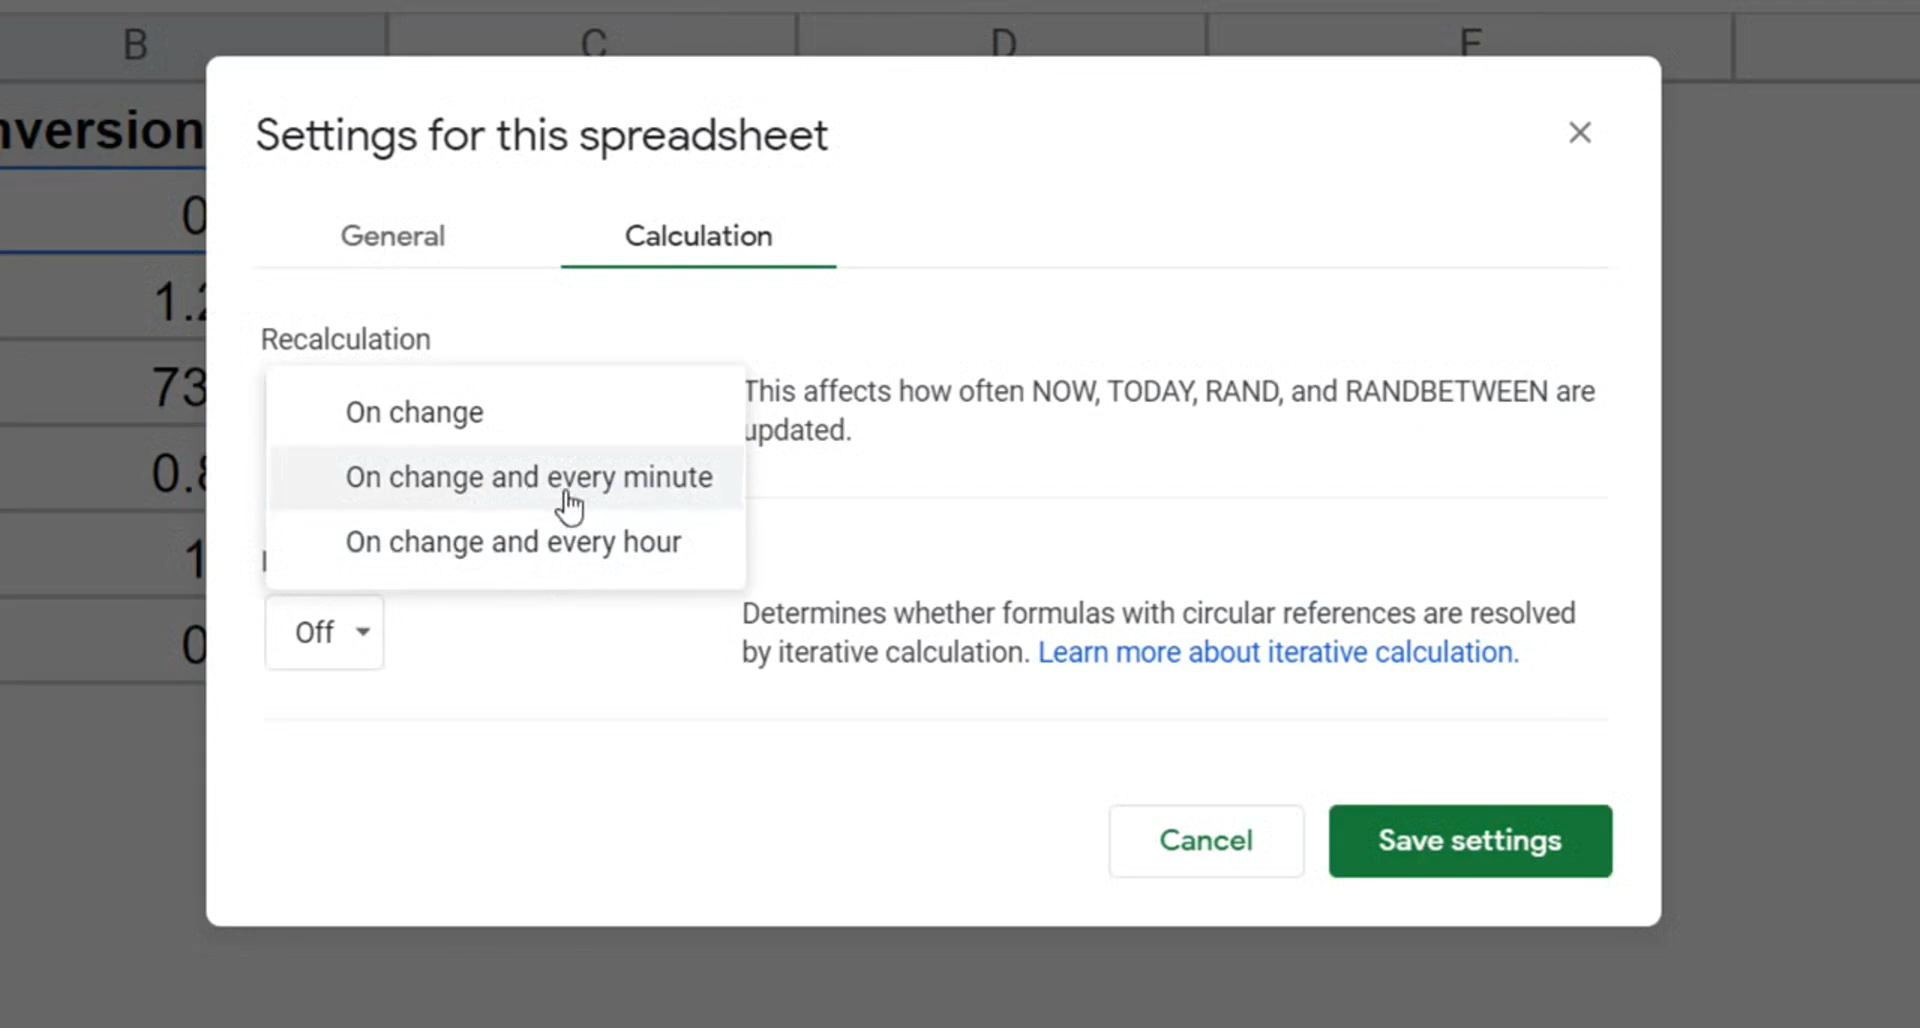 B C D
Settings for this spreadsheet
nversion
General Calculation
0
1.2
Recalculation
73
On change
This affects how often NOW, TODAY, RAND, and RANDBETWEEN are
updated.
0.8
On change and every minute
On change and every hour
1
Off
0
Determines whether formulas with circular references are resolved
by iterative calculation. Learn more about iterative calculation.
Cancel Save settings